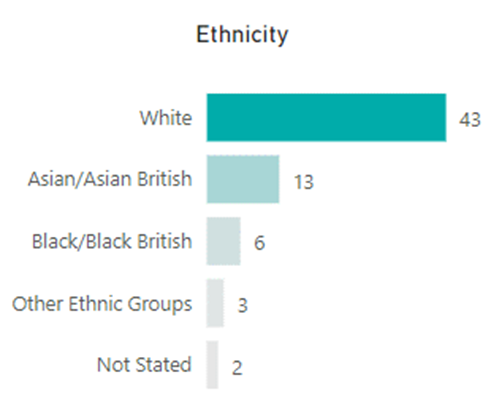 Ethnicity
White 43
Asian/Asian British 13
Black/Black British 6
Other Ethnic Groups 3
Not Stated 2